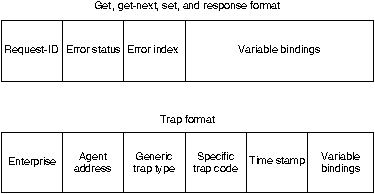 Get, get-next, set, and response format
Request-ID Error status Error index Variable bindings
Trap format
Enterprise Agent address Generic trap type Specific trap code Time stamp Variable bindings